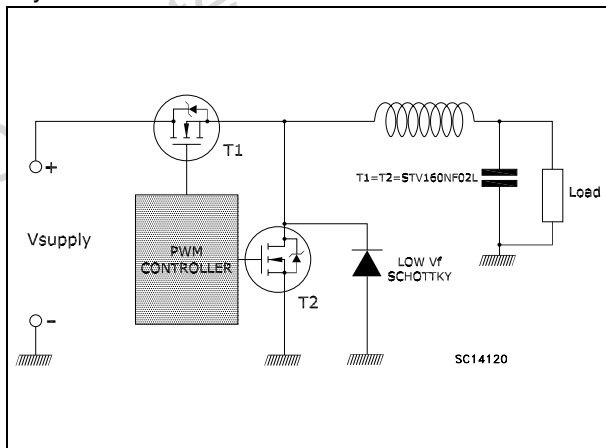 T1
+
T1=T2=STV160NF02L
Load
Vsupply
PWM
CONTROLLER
LOW Vf
SCHOTTKY
T2
-
SC14120